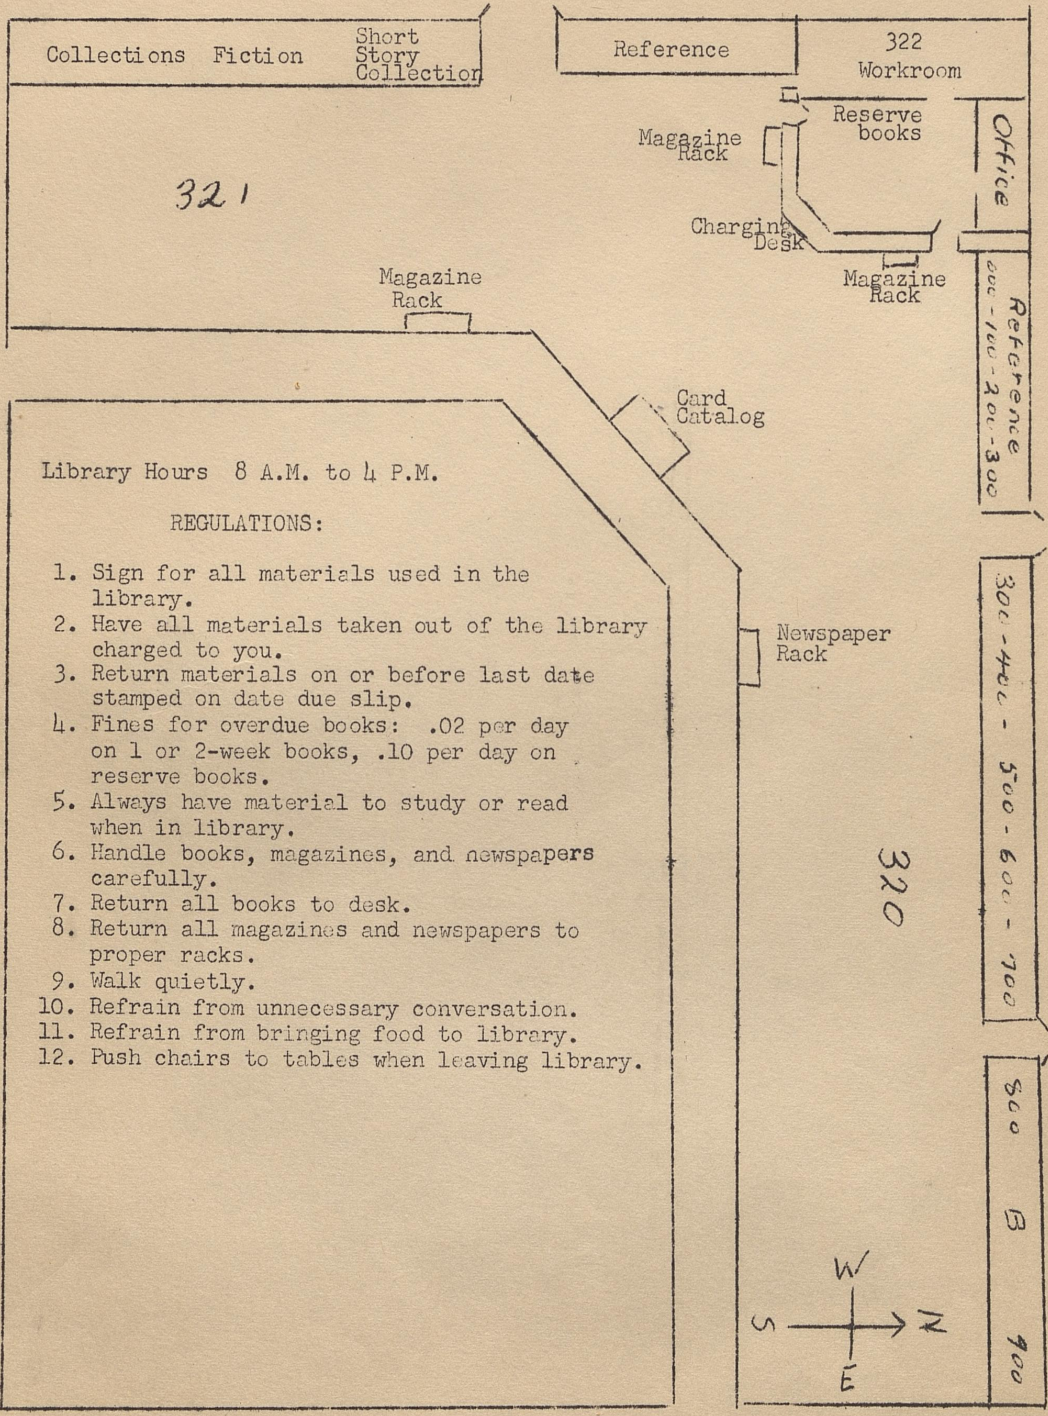 Collections Fiction Short
Story
Collection
Reference
322
Workroom
Reserve
books
Office
Magazine
Rack
321
Charging
Desk
Magazine
Rack
Magazine
Rack
Reference
000-100-200-300
Card
Catalog
Library Hours 8 A.M. to 4 P.M.
REGULATIONS:
1. Sign for all materials used in the
library.
2. Have all materials taken out of the library
charged to you.
3. Return materials on or before last date
stamped on date due slip.
4. Fines for overdue books: .02 per day
on 1 or 2-week books, .10 per day on
reserve books.
5. Always have material to study or read
when in library.
6. Handle books, magazines, and newspapers
carefully.
7. Return all books to desk.
8. Return all magazines and newspapers to
proper racks.
9. Walk quietly.
10. Refrain from unnecessary conversation.
11. Refrain from bringing food to library.
12. Push chairs to tables when leaving library.
Newspaper
Rack
300-400-500-600-700
320
800 B 900
W
S N
E